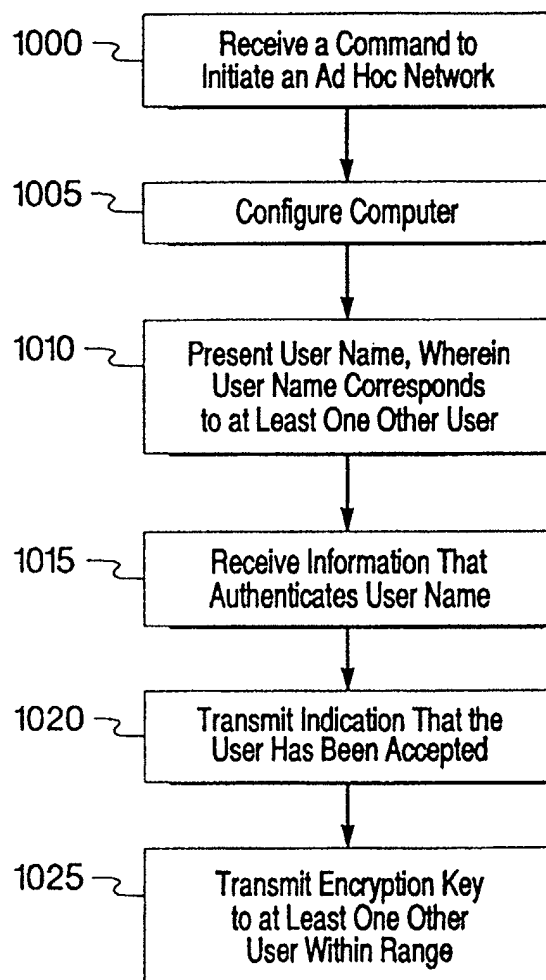 1000
Receive a Command to
Initiate an Ad Hoc Network
1005
Configure Computer
1010
Present User Name, Wherein
User Name Corresponds
to at Least One Other User
1015
Receive Information That
Authenticates User Name
1020
Transmit Indication That the
User Has Been Accepted
1025
Transmit Encryption Key
to at Least One Other
User Within Range